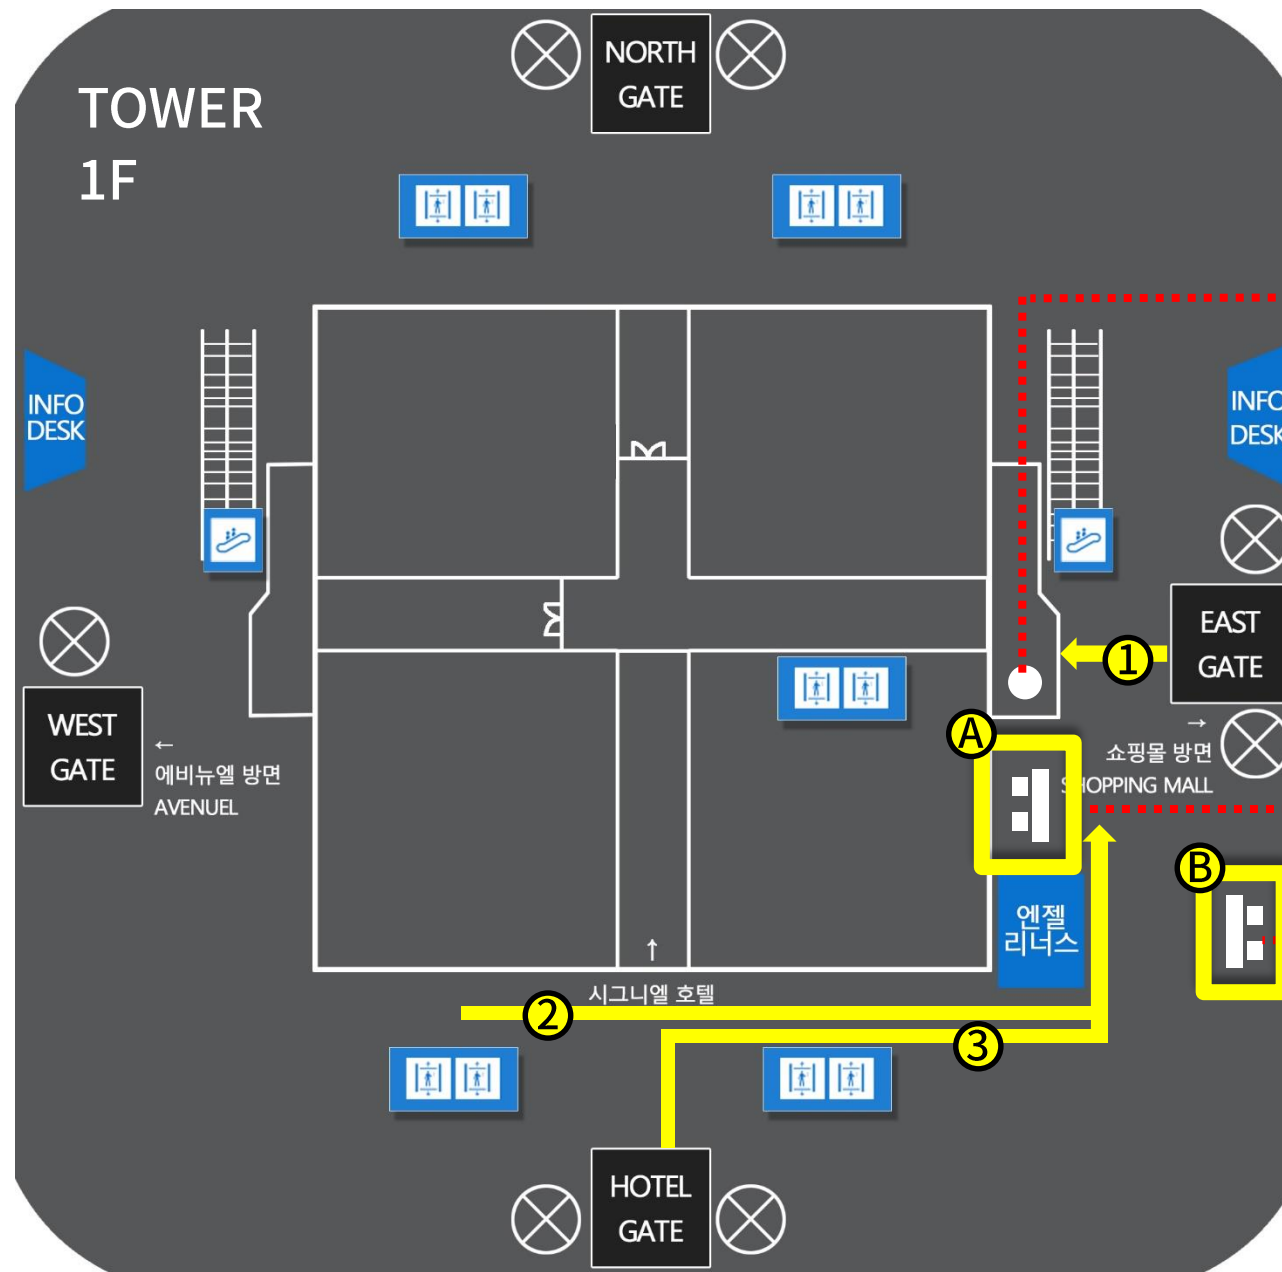 NORTH
GATE
TOWER
1F
INFO
DESK
INFO
DESK
EAST
GATE
1
A
WEST
GATE
←
에비뉴엘 방면
AVENUEL
→
쇼핑몰 방면
SHOPPING MALL
B
엔젤
리너스
↑
시그니엘 호텔
2
3
HOTEL
GATE